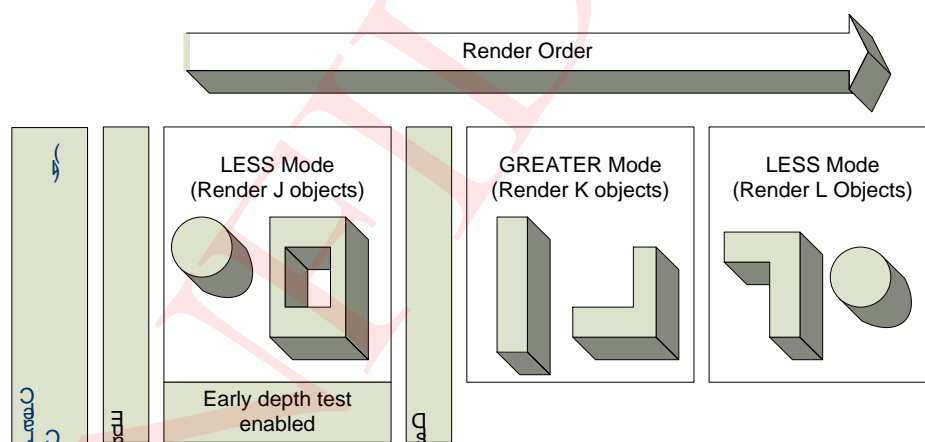 Render Order
LESS Mode
(Render J objects)
GREATER Mode
(Render K objects)
LESS Mode
(Render L Objects)
Early depth test
enabled